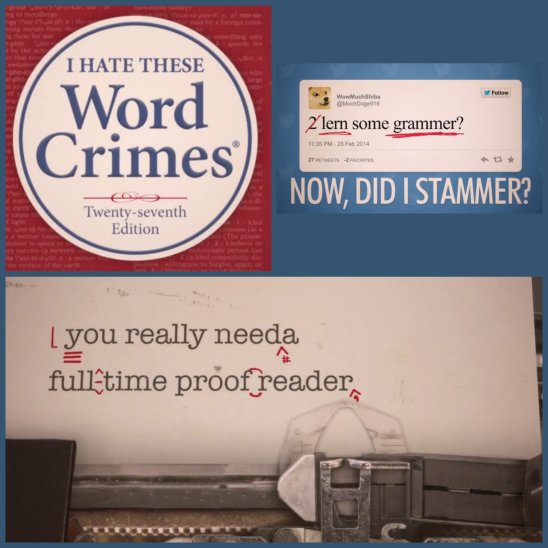 I HATE THESE
Word
Crimes®
Twenty-seventh
Edition
WowMuchShiba
@MuchDoge916
Follow
2 lern some grammer?
11:35 PM - 25 Feb 2014
27 RETWEETS -2 FAVORITES
NOW, DID I STAMMER?
you really needa
#
full-time proof reader